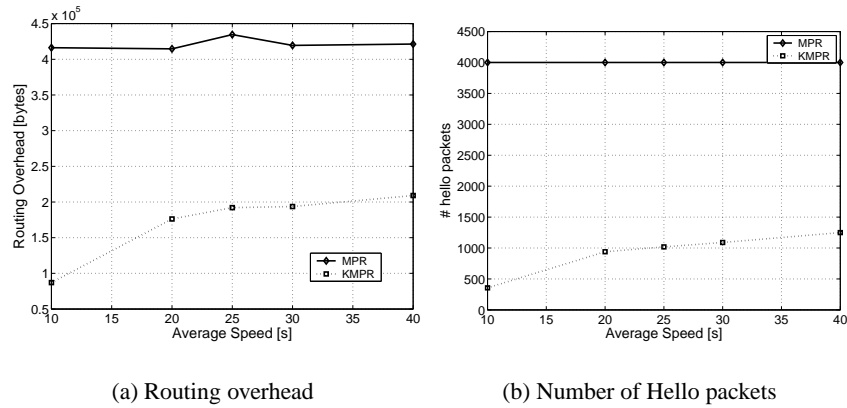 4.5 x 10^5
4.5
4
3.5
3
2.5
2
1.5
1
0.5
10 15 20 25 30 35 40
Routing Overhead [bytes]
Average Speed [s]
MPR
KMPR
(a) Routing overhead
4500
4000
3500
3000
2500
2000
1500
1000
500
0
10 15 20 25 30 35 40
# hello packets
Average Speed [s]
MPR
KMPR
(b) Number of Hello packets